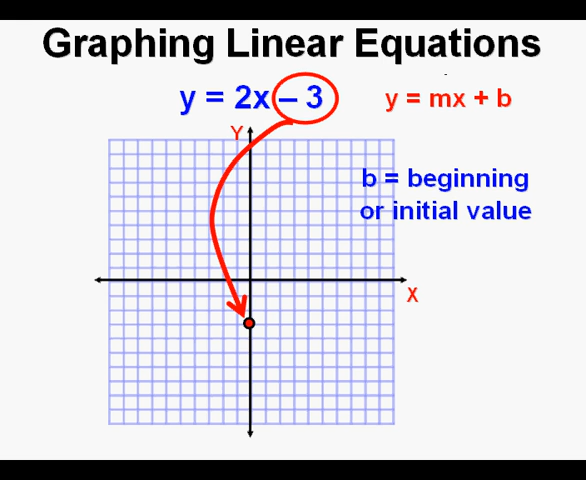 Graphing Linear Equations
y = 2x – 3
y = mx + b
Y
b = beginning
or initial value
X